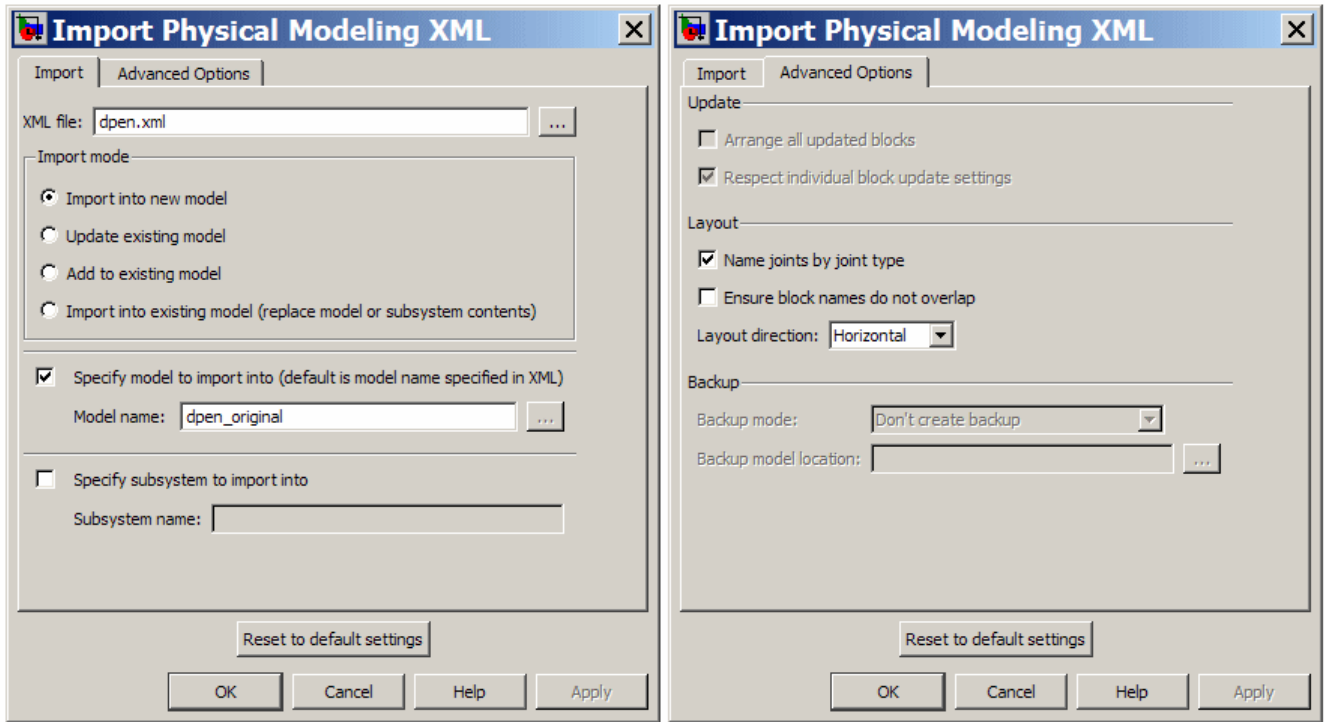 Import Physical Modeling XML
Import
Advanced Options
XML file: dpen.xml ...
Import mode
Import into new model
Update existing model
Add to existing model
Import into existing model (replace model or subsystem contents)
Specify model to import into (default is model name specified in XML)
Model name: dpen_original ...
Specify subsystem to import into
Subsystem name:
Reset to default settings
OK Cancel Help Apply
Import Physical Modeling XML
Import
Advanced Options
Update
Arrange all updated blocks
Respect individual block update settings
Layout
Name joints by joint type
Ensure block names do not overlap
Layout direction: Horizontal
Backup
Backup mode: Don't create backup
Backup model location: ...
Reset to default settings
OK Cancel Help Apply